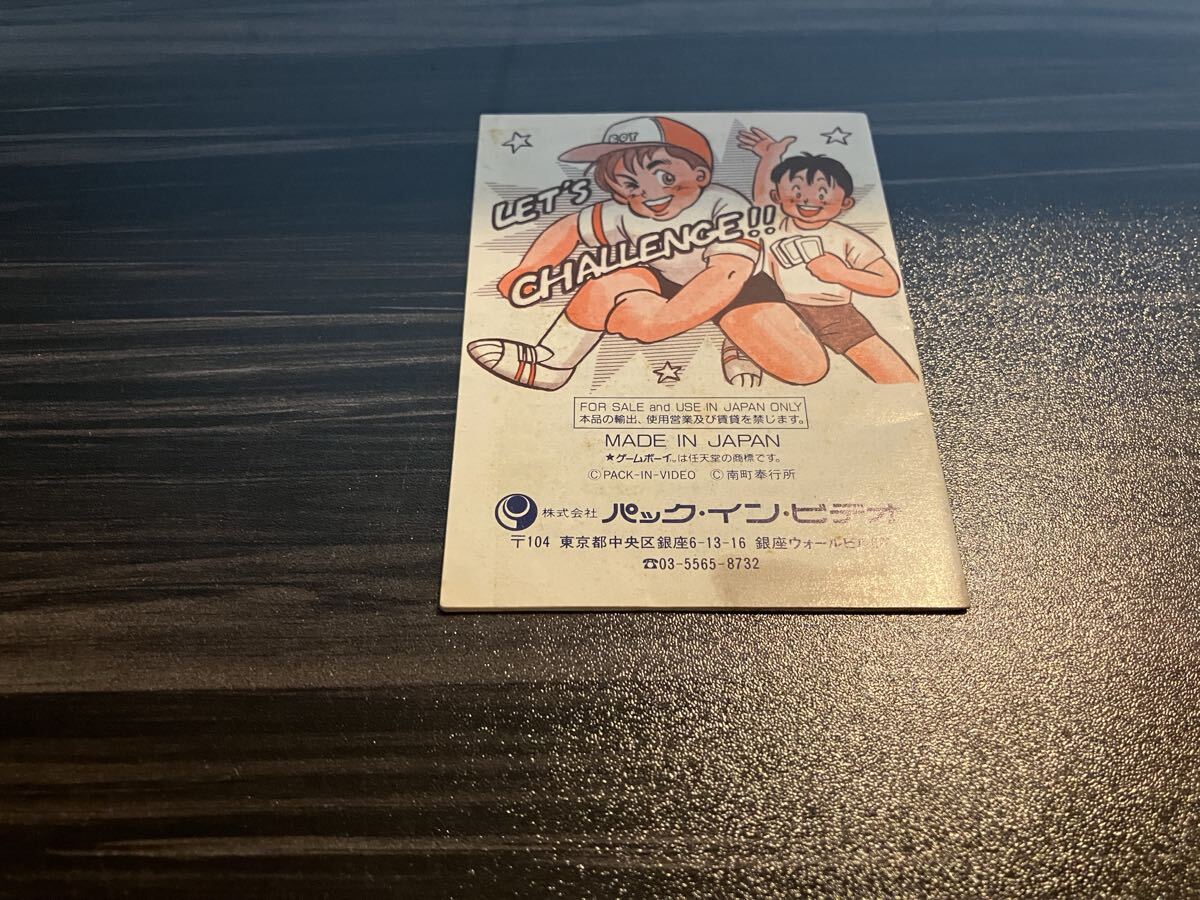 LET'S
CHALLENGE!!
FOR SALE and USE IN JAPAN ONLY
本品の輸出、使用営業及び賃貸を禁じます。
MADE IN JAPAN
★ゲームボーイ™は任天堂の商標です。
©PACK-IN-VIDEO ©南町奉行所
株式会社 パック・イン・ビデオ
〒104 東京都中央区銀座6-13-16 銀座ウォールビル
☎03-5565-8732